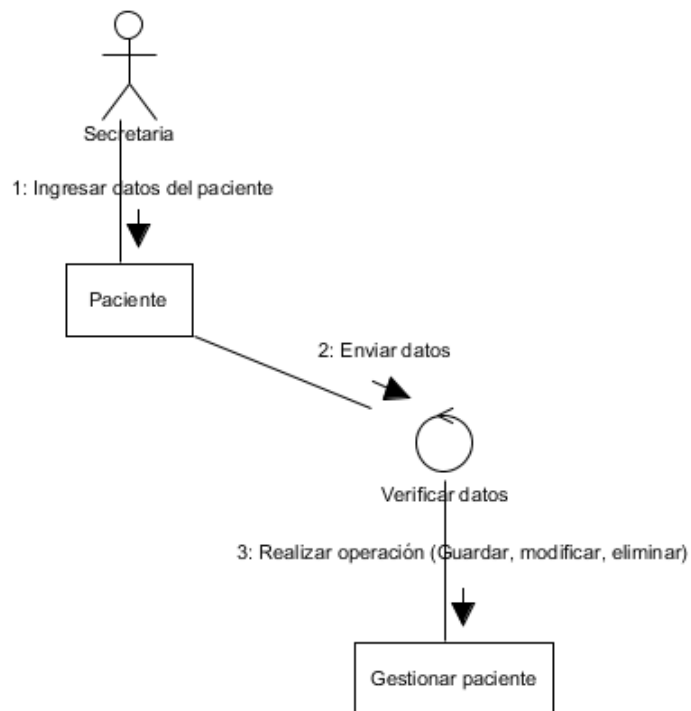 Secretaria
1: Ingresar datos del paciente
Paciente
2: Enviar datos
Verificar datos
3: Realizar operación (Guardar, modificar, eliminar)
Gestionar paciente